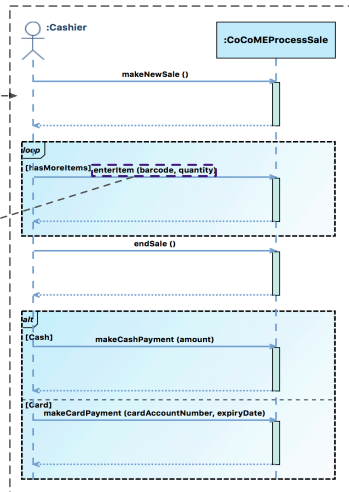 :Cashier
:CoCoMEProcessSale
makeNewSale ()
loop
[HasMoreItems]
enterItem (barcode, quantity)
endSale ()
alt
[Cash]
makeCashPayment (amount)
[Card]
makeCardPayment (cardAccountNumber, expiryDate)